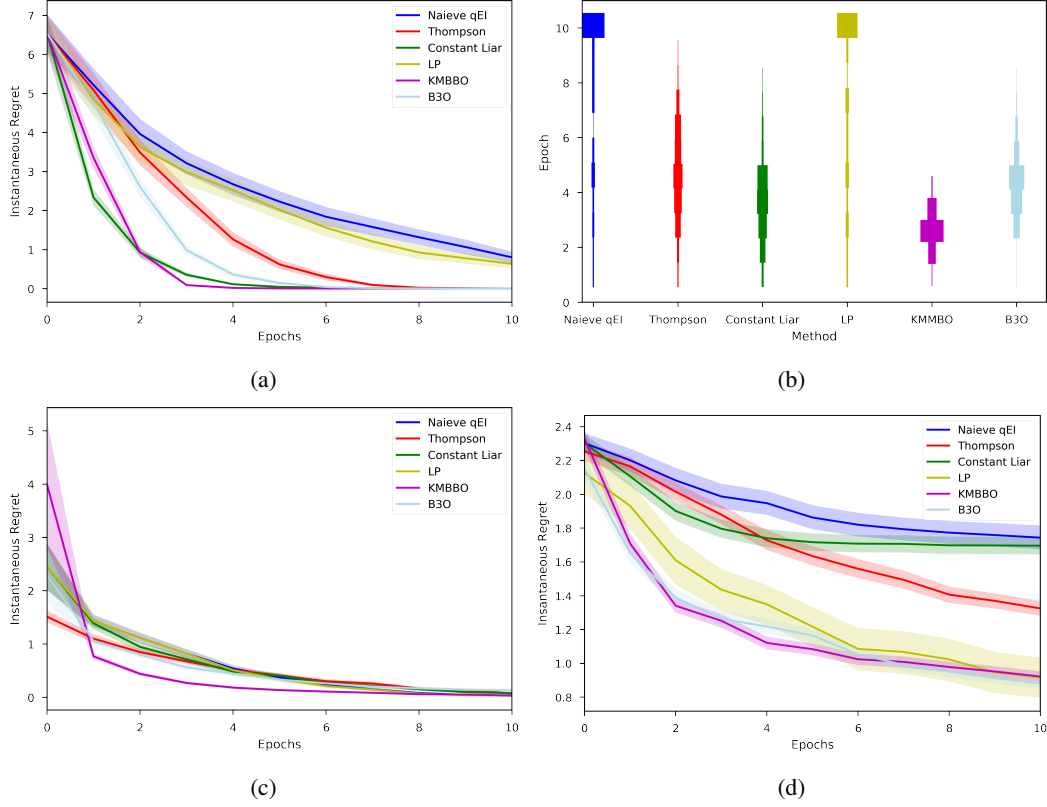 7
6
5
4
3
2
1
0
Instantaneous Regret
0 2 4 6 8 10
Epochs
Naieve qEI
Thompson
Constant Liar
LP
KMBBO
B3O
(a)
10
8
6
4
2
0
Epoch
Naieve qEI Thompson Constant Liar LP KMMBO B3O
Method
(b)
5
4
3
2
1
0
Instantaneous Regret
0 2 4 6 8 10
Epochs
Naieve qEI
Thompson
Constant Liar
LP
KMBBO
B3O
(c)
2.4
2.2
2.0
1.8
1.6
1.4
1.2
1.0
0.8
Insantaneous Regret
0 2 4 6 8 10
Epochs
Naieve qEI
Thompson
Constant Liar
LP
KMBBO
B3O
(d)